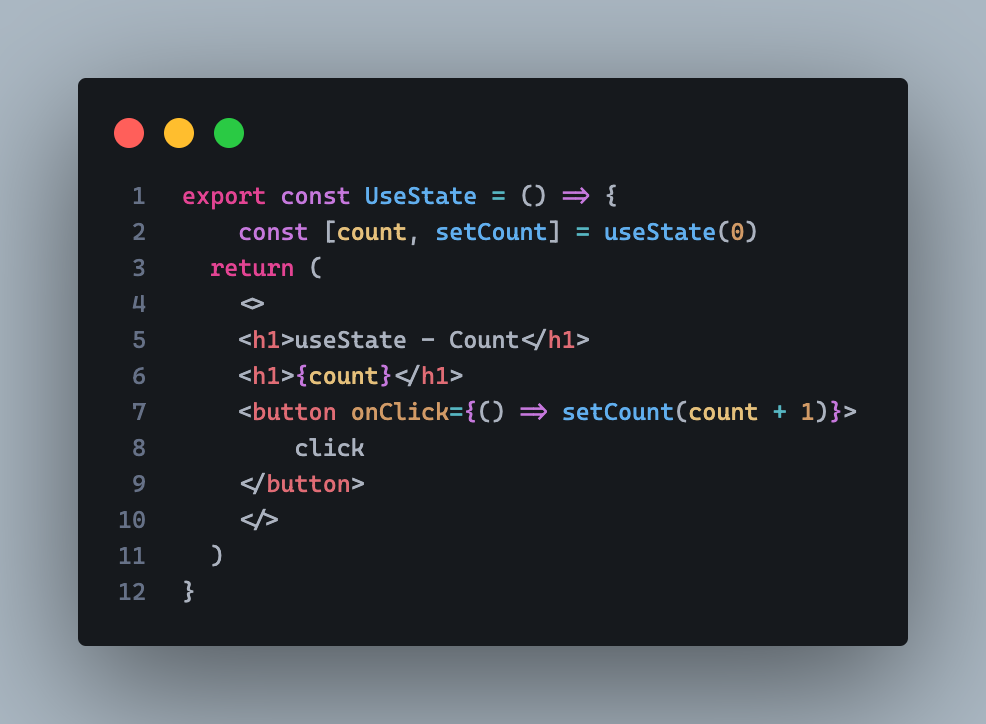 1 export const UseState = () => {
2     const [count, setCount] = useState(0)
3   return (
4     <>
5     <h1>useState - Count</h1>
6     <h1>{count}</h1>
7     <button onClick={() => setCount(count + 1)}>
8         click
9     </button>
10     </>
11   )
12 }